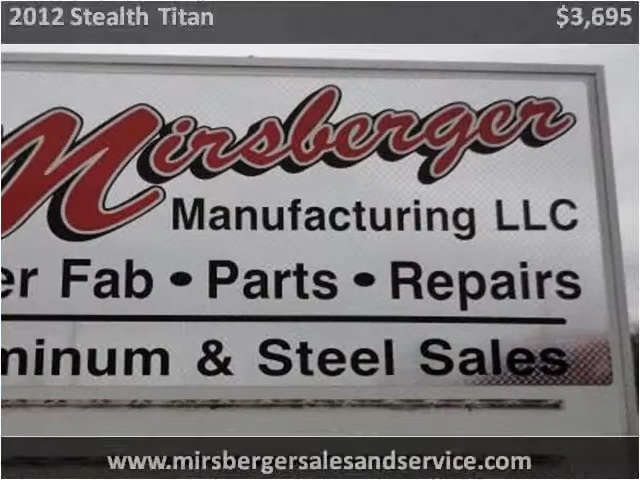 2012 Stealth Titan $3,695
Mirsberger
Manufacturing LLC
er Fab • Parts • Repairs
minum & Steel Sales
www.mirsbergersalesandservice.com